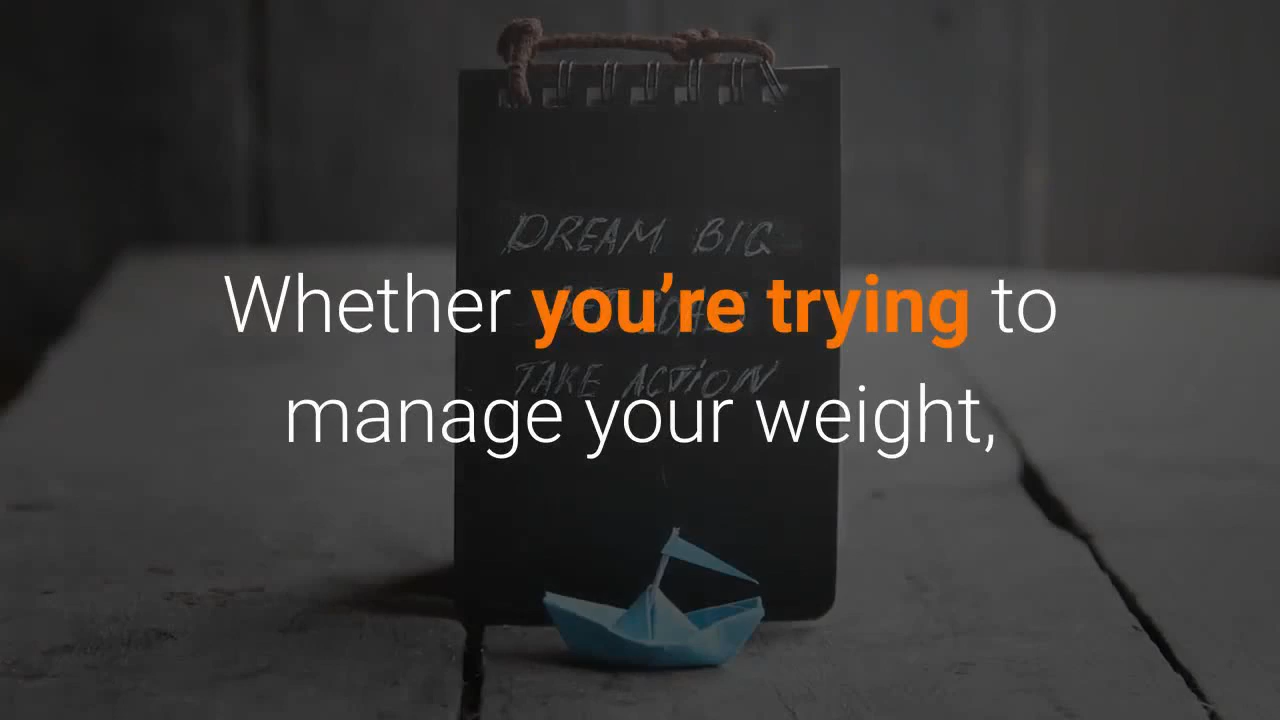 DREAM BIG
Whether you’re trying to
TAKE ACTION
manage your weight,